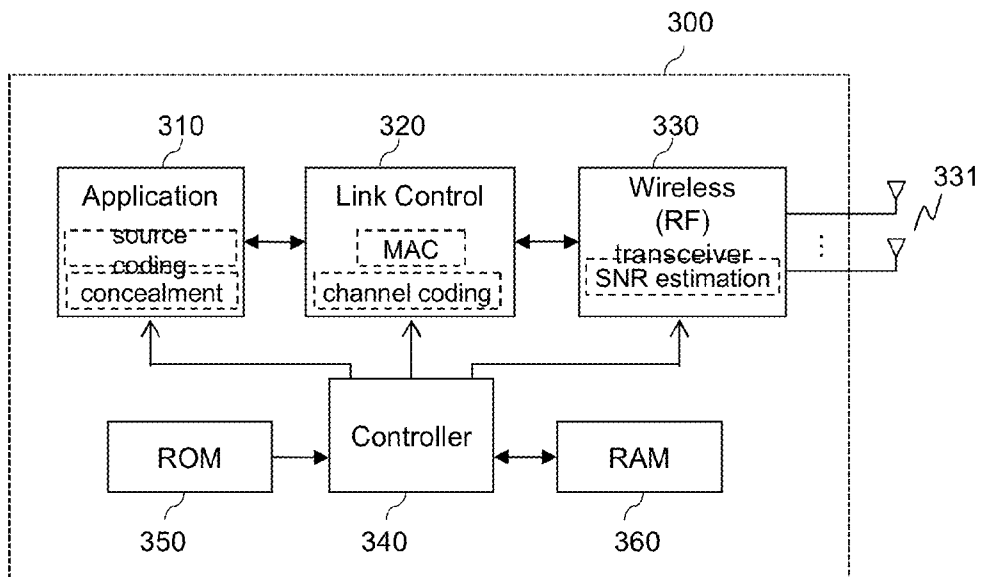 300
310
320
330
331
Application
source
coding
concealment
Link Control
MAC
channel coding
Wireless
(RF)
transceiver
SNR estimation
Controller
ROM
RAM
350
340
360